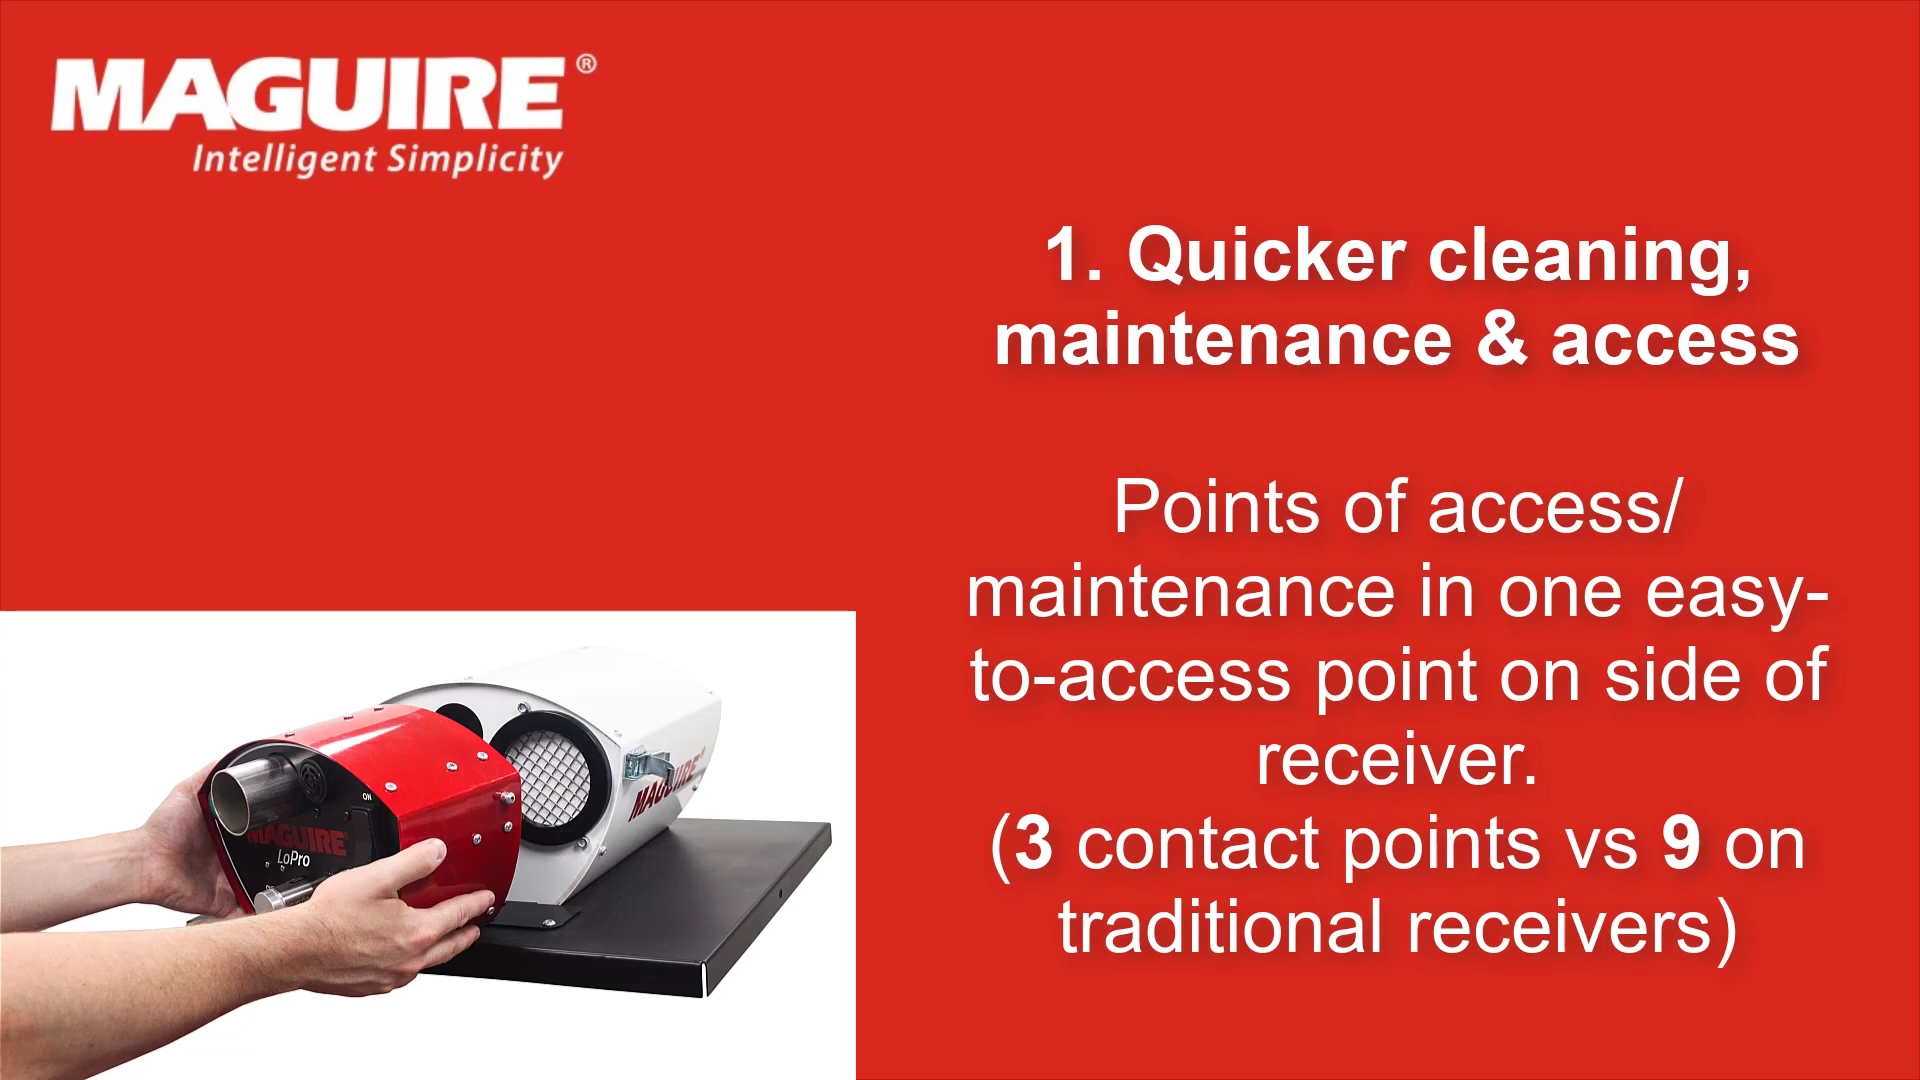 MAGUIRE®
Intelligent Simplicity
1. Quicker cleaning,
maintenance & access
Points of access/
maintenance in one easy-
to-access point on side of
receiver.
(3 contact points vs 9 on
traditional receivers)
MAGUIRE
ON
MAGUIRE
LoPro